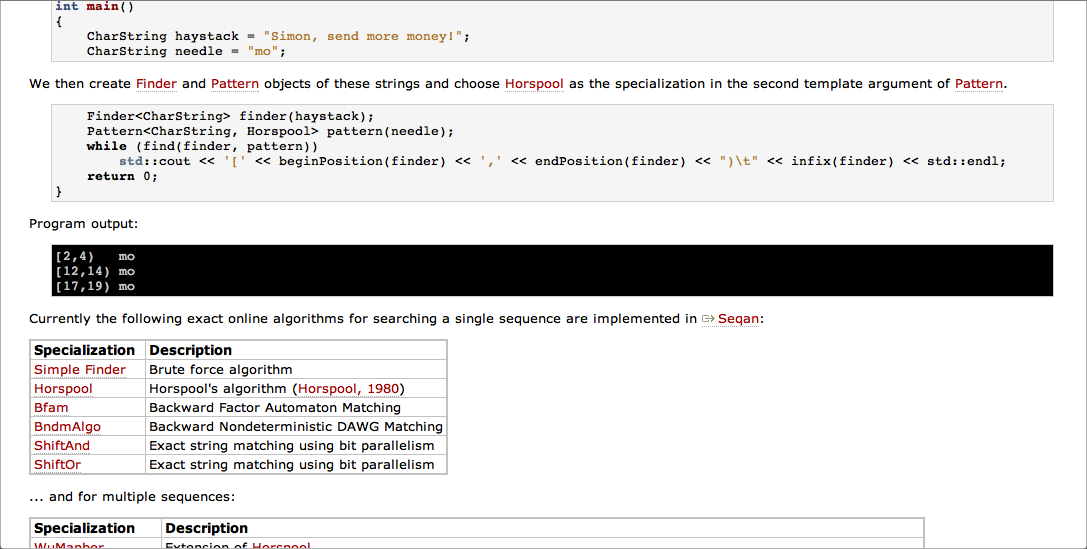 int main()
{
    CharString haystack = "Simon, send more money!";
    CharString needle = "mo";
We then create Finder and Pattern objects of these strings and choose Horspool as the specialization in the second template argument of Pattern.
    Finder<CharString> finder(haystack);
    Pattern<CharString, Horspool> pattern(needle);
    while (find(finder, pattern))
        std::cout << '[' << beginPosition(finder) << ',' << endPosition(finder) << ")\t" << infix(finder) << std::endl;
    return 0;
}
Program output:
[2,4)   mo
[12,14) mo
[17,19) mo
Currently the following exact online algorithms for searching a single sequence are implemented in Seqan:
Specialization Description
Simple Finder Brute force algorithm
Horspool Horspool's algorithm (Horspool, 1980)
Bfam Backward Factor Automaton Matching
BndmAlgo Backward Nondeterministic DAWG Matching
ShiftAnd Exact string matching using bit parallelism
ShiftOr Exact string matching using bit parallelism
... and for multiple sequences:
Specialization Description
WuManber Extension of Horspool